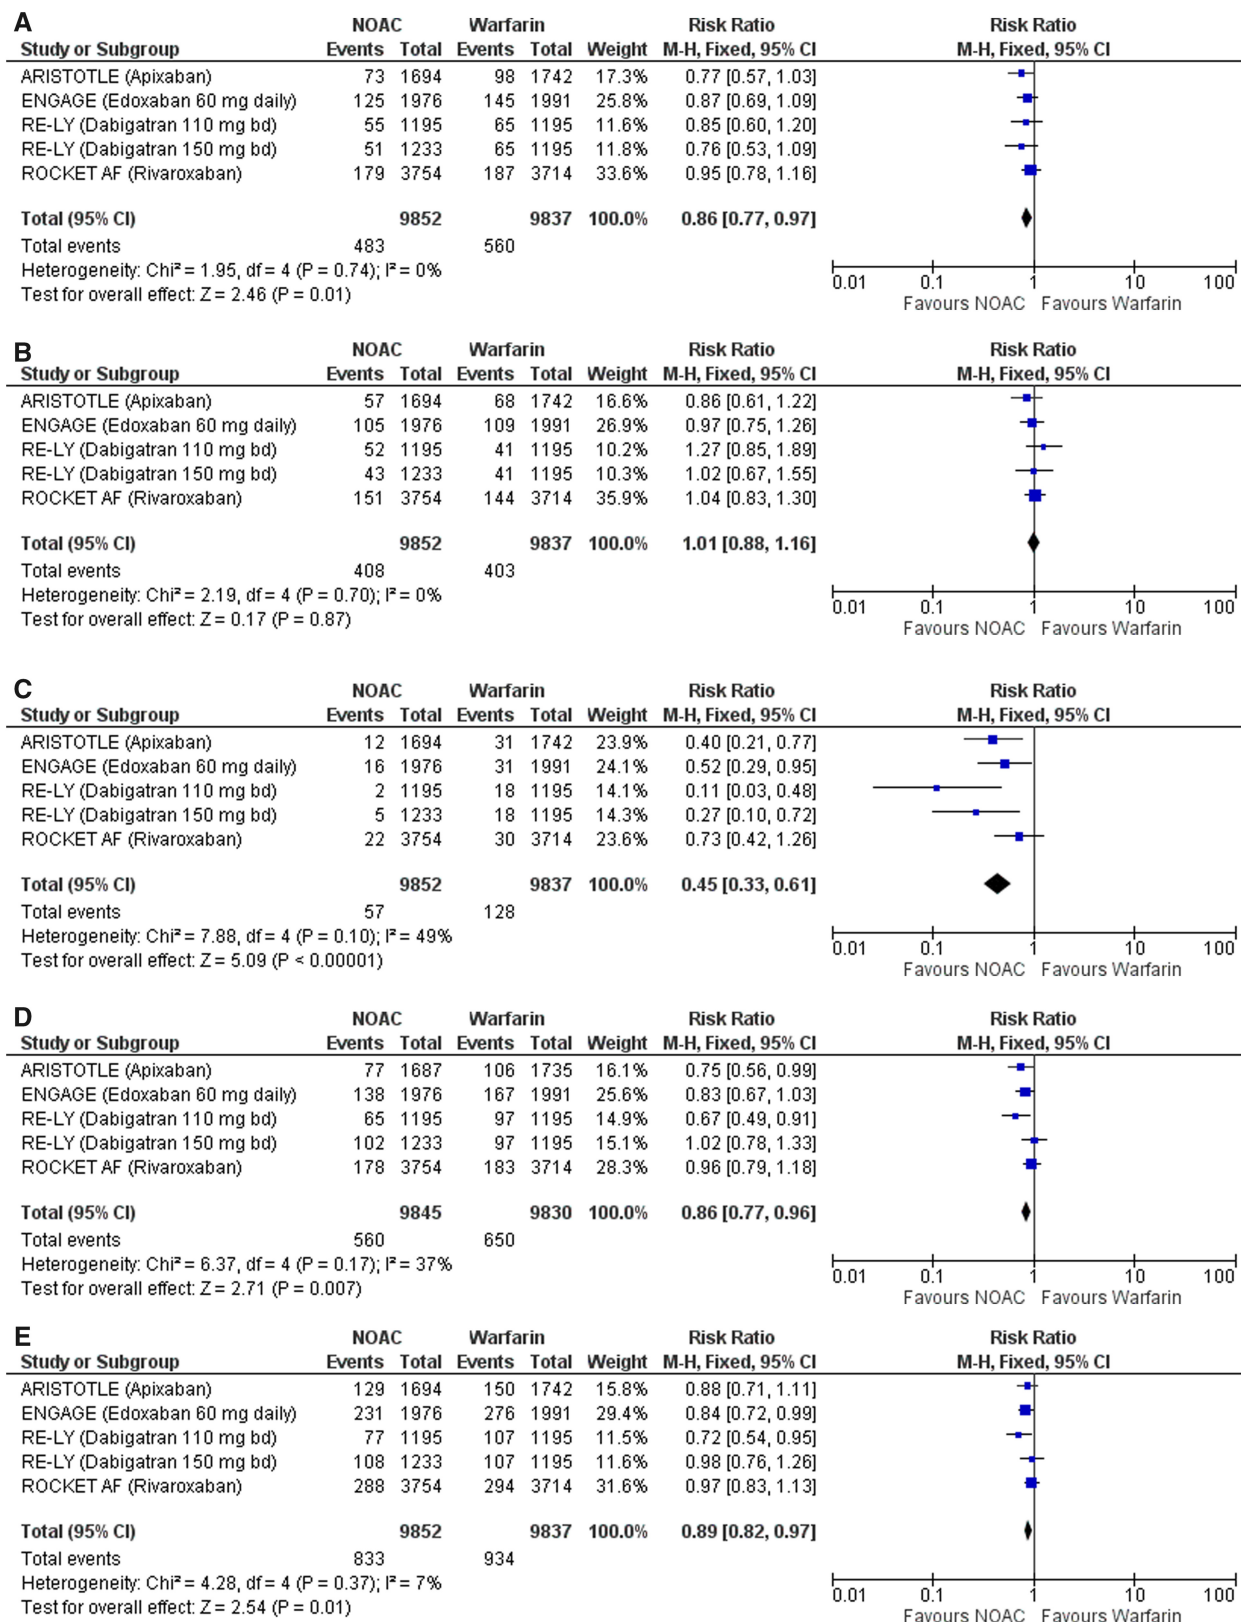 A
NOAC Warfarin Risk Ratio Risk Ratio
Study or Subgroup Events Total Events Total Weight M-H, Fixed, 95% CI M-H, Fixed, 95% CI
ARISTOTLE (Apixaban) 73 1694 98 1742 17.3% 0.77 [0.57, 1.03]
ENGAGE (Edoxaban 60 mg daily) 125 1976 145 1991 25.8% 0.87 [0.69, 1.09]
RE-LY (Dabigatran 110 mg bd) 55 1195 65 1195 11.6% 0.85 [0.60, 1.20]
RE-LY (Dabigatran 150 mg bd) 51 1233 65 1195 11.8% 0.76 [0.53, 1.09]
ROCKET AF (Rivaroxaban) 179 3754 187 3714 33.6% 0.95 [0.78, 1.16]
Total (95% CI) 9852 9837 100.0% 0.86 [0.77, 0.97]
Total events 483 560
Heterogeneity: Chi² = 1.95, df = 4 (P = 0.74); I² = 0%
Test for overall effect: Z = 2.46 (P = 0.01)
0.01 0.1 1 10 100
Favours NOAC Favours Warfarin
B
NOAC Warfarin Risk Ratio Risk Ratio
Study or Subgroup Events Total Events Total Weight M-H, Fixed, 95% CI M-H, Fixed, 95% CI
ARISTOTLE (Apixaban) 57 1694 68 1742 16.6% 0.86 [0.61, 1.22]
ENGAGE (Edoxaban 60 mg daily) 105 1976 109 1991 26.9% 0.97 [0.75, 1.26]
RE-LY (Dabigatran 110 mg bd) 52 1195 41 1195 10.2% 1.27 [0.85, 1.89]
RE-LY (Dabigatran 150 mg bd) 43 1233 41 1195 10.3% 1.02 [0.67, 1.55]
ROCKET AF (Rivaroxaban) 151 3754 144 3714 35.9% 1.04 [0.83, 1.30]
Total (95% CI) 9852 9837 100.0% 1.01 [0.88, 1.16]
Total events 408 403
Heterogeneity: Chi² = 2.19, df = 4 (P = 0.70); I² = 0%
Test for overall effect: Z = 0.17 (P = 0.87)
0.01 0.1 1 10 100
Favours NOAC Favours Warfarin
C
NOAC Warfarin Risk Ratio Risk Ratio
Study or Subgroup Events Total Events Total Weight M-H, Fixed, 95% CI M-H, Fixed, 95% CI
ARISTOTLE (Apixaban) 12 1694 31 1742 23.9% 0.40 [0.21, 0.77]
ENGAGE (Edoxaban 60 mg daily) 16 1976 31 1991 24.1% 0.52 [0.29, 0.95]
RE-LY (Dabigatran 110 mg bd) 2 1195 18 1195 14.1% 0.11 [0.03, 0.48]
RE-LY (Dabigatran 150 mg bd) 5 1233 18 1195 14.3% 0.27 [0.10, 0.72]
ROCKET AF (Rivaroxaban) 22 3754 30 3714 23.6% 0.73 [0.42, 1.26]
Total (95% CI) 9852 9837 100.0% 0.45 [0.33, 0.61]
Total events 57 128
Heterogeneity: Chi² = 7.88, df = 4 (P = 0.10); I² = 49%
Test for overall effect: Z = 5.09 (P < 0.00001)
0.01 0.1 1 10 100
Favours NOAC Favours Warfarin
D
NOAC Warfarin Risk Ratio Risk Ratio
Study or Subgroup Events Total Events Total Weight M-H, Fixed, 95% CI M-H, Fixed, 95% CI
ARISTOTLE (Apixaban) 77 1687 106 1735 16.1% 0.75 [0.56, 0.99]
ENGAGE (Edoxaban 60 mg daily) 138 1976 167 1991 25.6% 0.83 [0.67, 1.03]
RE-LY (Dabigatran 110 mg bd) 65 1195 97 1195 14.9% 0.67 [0.49, 0.91]
RE-LY (Dabigatran 150 mg bd) 102 1233 97 1195 15.1% 1.02 [0.78, 1.33]
ROCKET AF (Rivaroxaban) 178 3754 183 3714 28.3% 0.96 [0.79, 1.18]
Total (95% CI) 9845 9830 100.0% 0.86 [0.77, 0.96]
Total events 560 650
Heterogeneity: Chi² = 6.37, df = 4 (P = 0.17); I² = 37%
Test for overall effect: Z = 2.71 (P = 0.007)
0.01 0.1 1 10 100
Favours NOAC Favours Warfarin
E
NOAC Warfarin Risk Ratio Risk Ratio
Study or Subgroup Events Total Events Total Weight M-H, Fixed, 95% CI M-H, Fixed, 95% CI
ARISTOTLE (Apixaban) 129 1694 150 1742 15.8% 0.88 [0.71, 1.11]
ENGAGE (Edoxaban 60 mg daily) 231 1976 276 1991 29.4% 0.84 [0.72, 0.99]
RE-LY (Dabigatran 110 mg bd) 77 1195 107 1195 11.5% 0.72 [0.54, 0.95]
RE-LY (Dabigatran 150 mg bd) 108 1233 107 1195 11.6% 0.98 [0.76, 1.26]
ROCKET AF (Rivaroxaban) 288 3754 294 3714 31.6% 0.97 [0.83, 1.13]
Total (95% CI) 9852 9837 100.0% 0.89 [0.82, 0.97]
Total events 833 934
Heterogeneity: Chi² = 4.28, df = 4 (P = 0.37); I² = 7%
Test for overall effect: Z = 2.54 (P = 0.01)
0.01 0.1 1 10 100
Favours NOAC Favours Warfarin